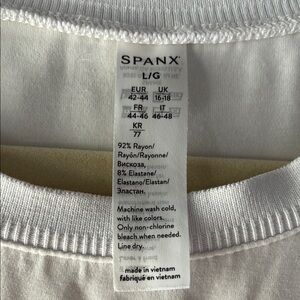 SPANX
L/G
EUR UK
42-44 16-18
FR IT
44-46 46-48
KR
77
92% Rayon/
Rayón/Rayonne/
Вискоза,
8% Elastane/
Elastano/Élastan/
Эластан.
Machine wash cold,
with like colors.
Only non-chlorine
bleach when needed.
Line dry.
made in vietnam
fabriqué en vietnam